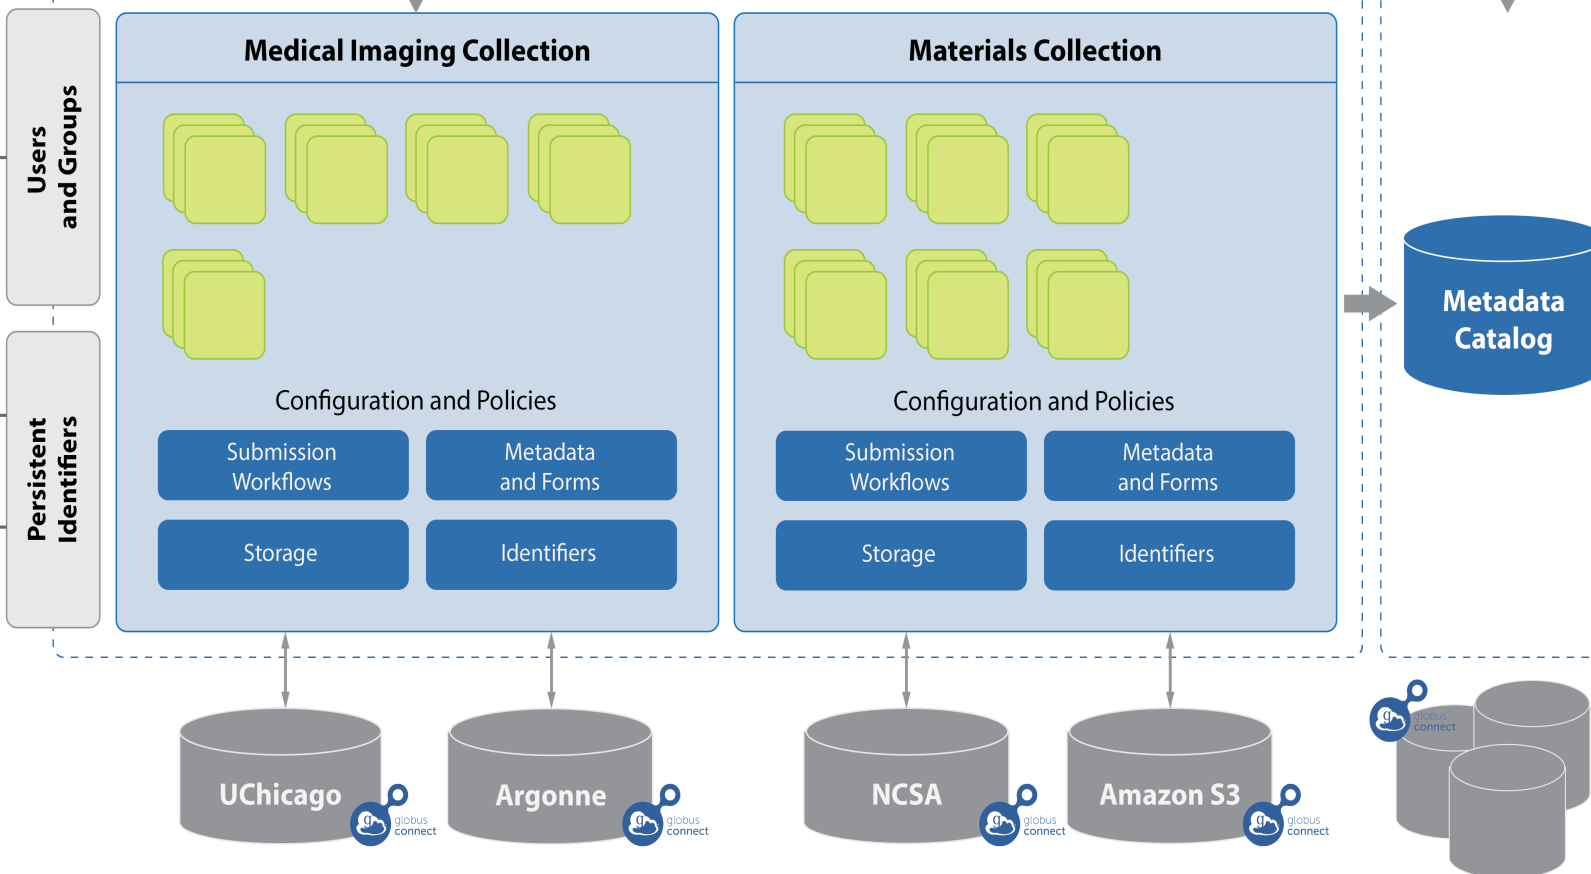 Users
and Groups
Persistent
Identifiers
Medical Imaging Collection
Configuration and Policies
Submission
Workflows
Metadata
and Forms
Storage
Identifiers
Materials Collection
Configuration and Policies
Submission
Workflows
Metadata
and Forms
Storage
Identifiers
Metadata
Catalog
UChicago
g
globus
connect
Argonne
g
globus
connect
NCSA
g
globus
connect
Amazon S3
g
globus
connect
g
globus
connect